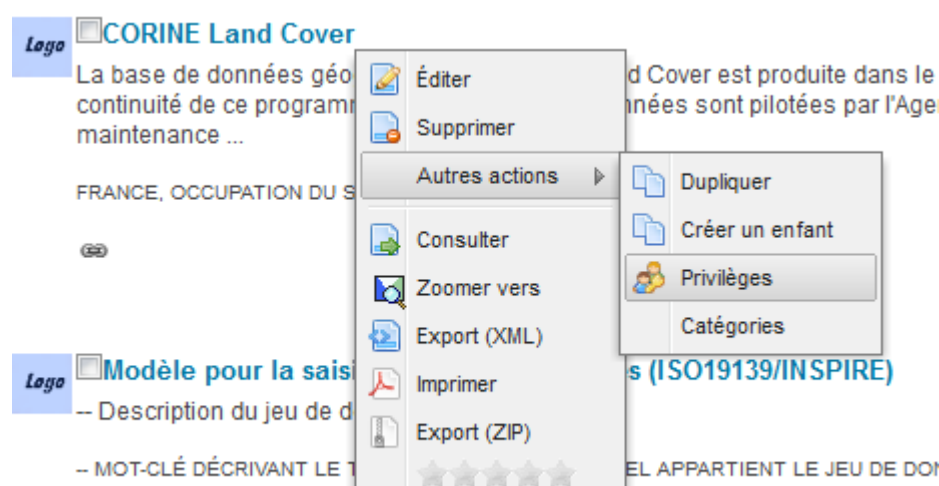 Logo CORINE Land Cover
La base de données géo d Cover est produite dans le
continuité de ce program nnées sont pilotées par l'Age
maintenance ...
FRANCE, OCCUPATION DU S
Éditer
Supprimer
Autres actions
Consulter
Zoomer vers
Export (XML)
Imprimer
Export (ZIP)
Dupliquer
Créer un enfant
Privilèges
Catégories
Logo Modèle pour la saisi s (ISO19139/INSPIRE)
-- Description du jeu de d
-- MOT-CLÉ DÉCRIVANT LE T EL APPARTIENT LE JEU DE DON